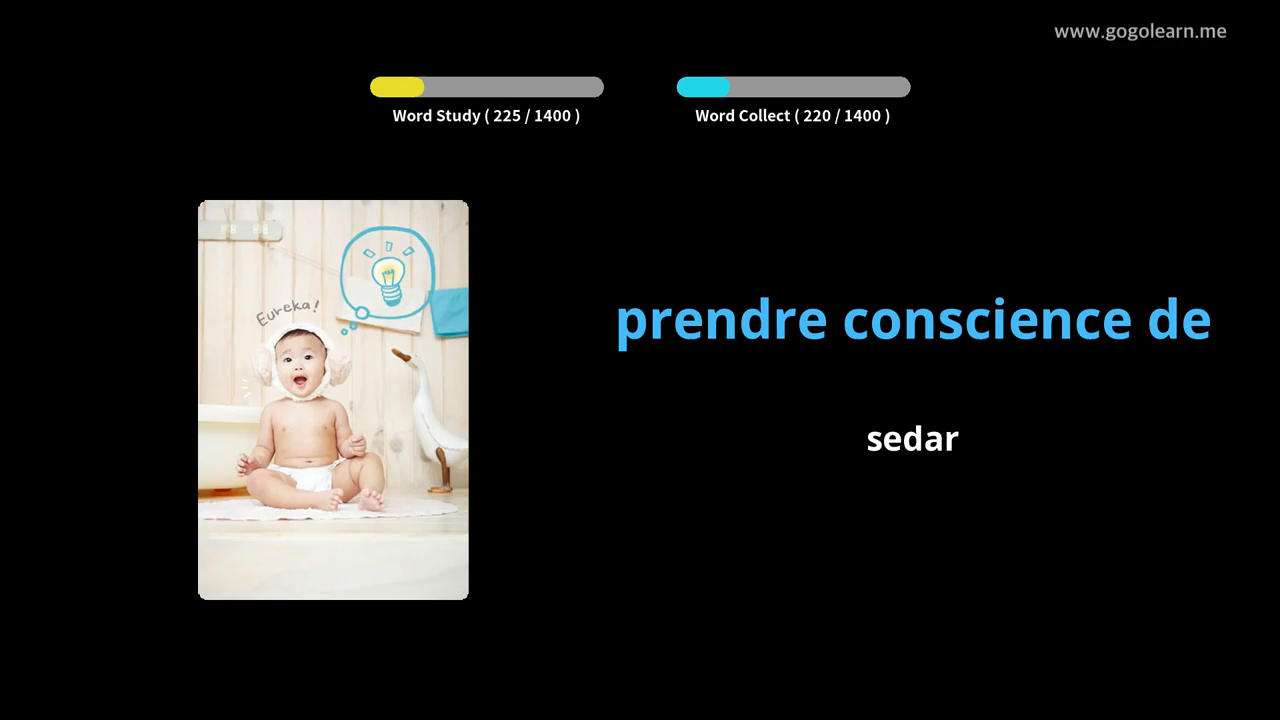 www.gogolearn.me
Word Study ( 225 / 1400 )
Word Collect ( 220 / 1400 )
Eureka!
prendre conscience de
sedar